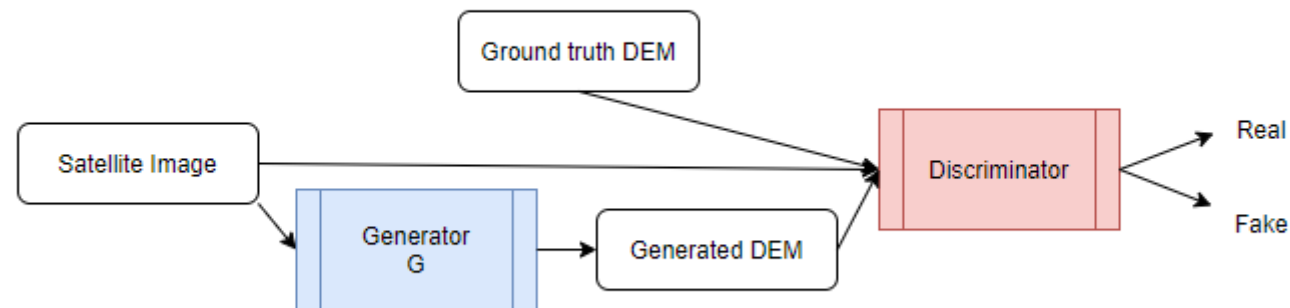 Ground truth DEM
Satellite Image
Discriminator
Real
Fake
Generator
G
Generated DEM